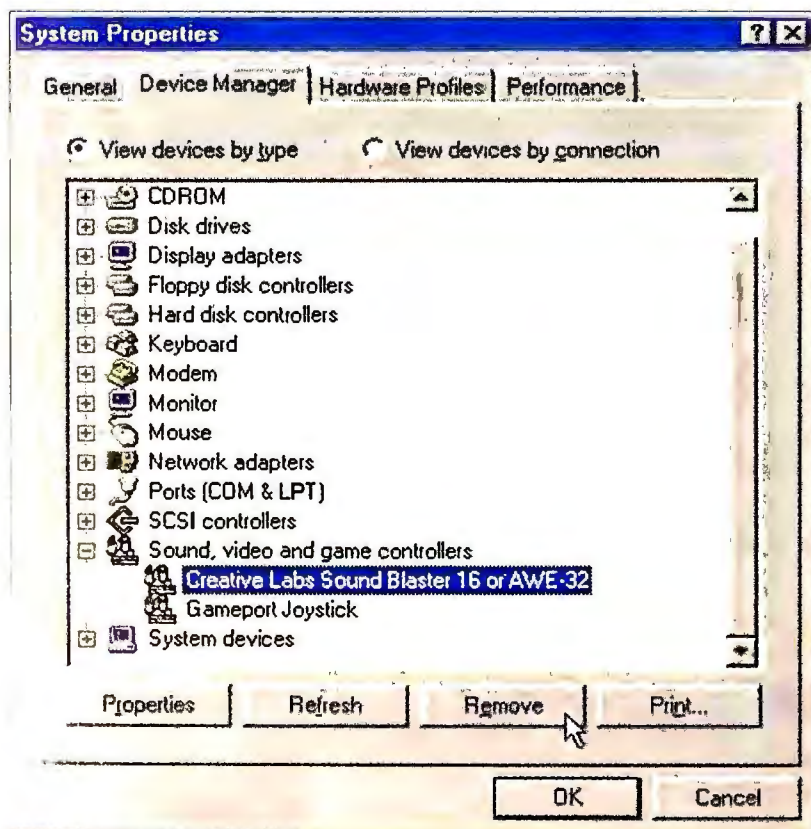 System Properties
General Device Manager Hardware Profiles Performance
View devices by type View devices by connection
CDROM
Disk drives
Display adapters
Floppy disk controllers
Hard disk controllers
Keyboard
Modem
Monitor
Mouse
Network adapters
Ports (COM & LPT)
SCSI controllers
Sound, video and game controllers
Creative Labs Sound Blaster 16 or AWE-32
Gameport Joystick
System devices
Properties Refresh Remove Print...
OK Cancel